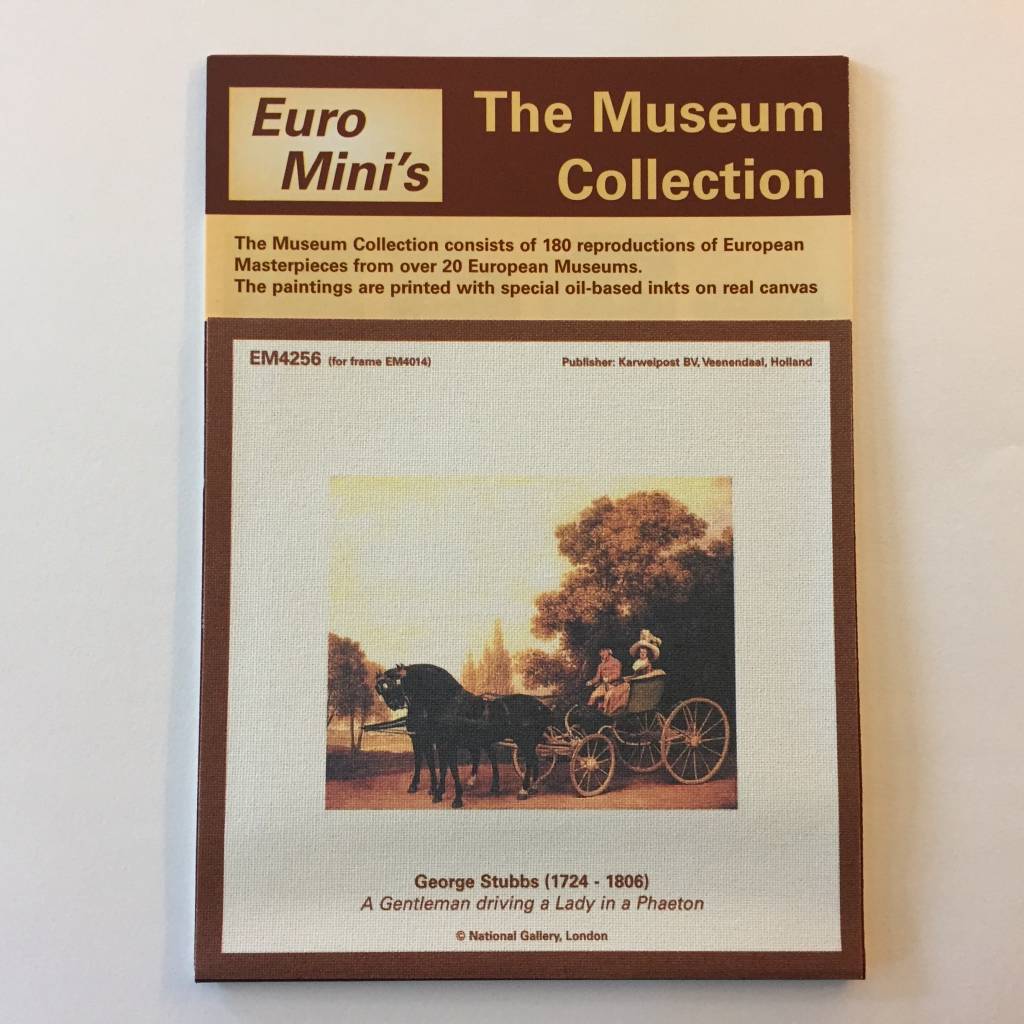 Euro
Mini's
The Museum
Collection
The Museum Collection consists of 180 reproductions of European
Masterpieces from over 20 European Museums.
The paintings are printed with special oil-based inkts on real canvas
EM4256 (for frame EM4014)
Publisher: Karweipost BV, Veenendaal, Holland
George Stubbs (1724 - 1806)
A Gentleman driving a Lady in a Phaeton
© National Gallery, London